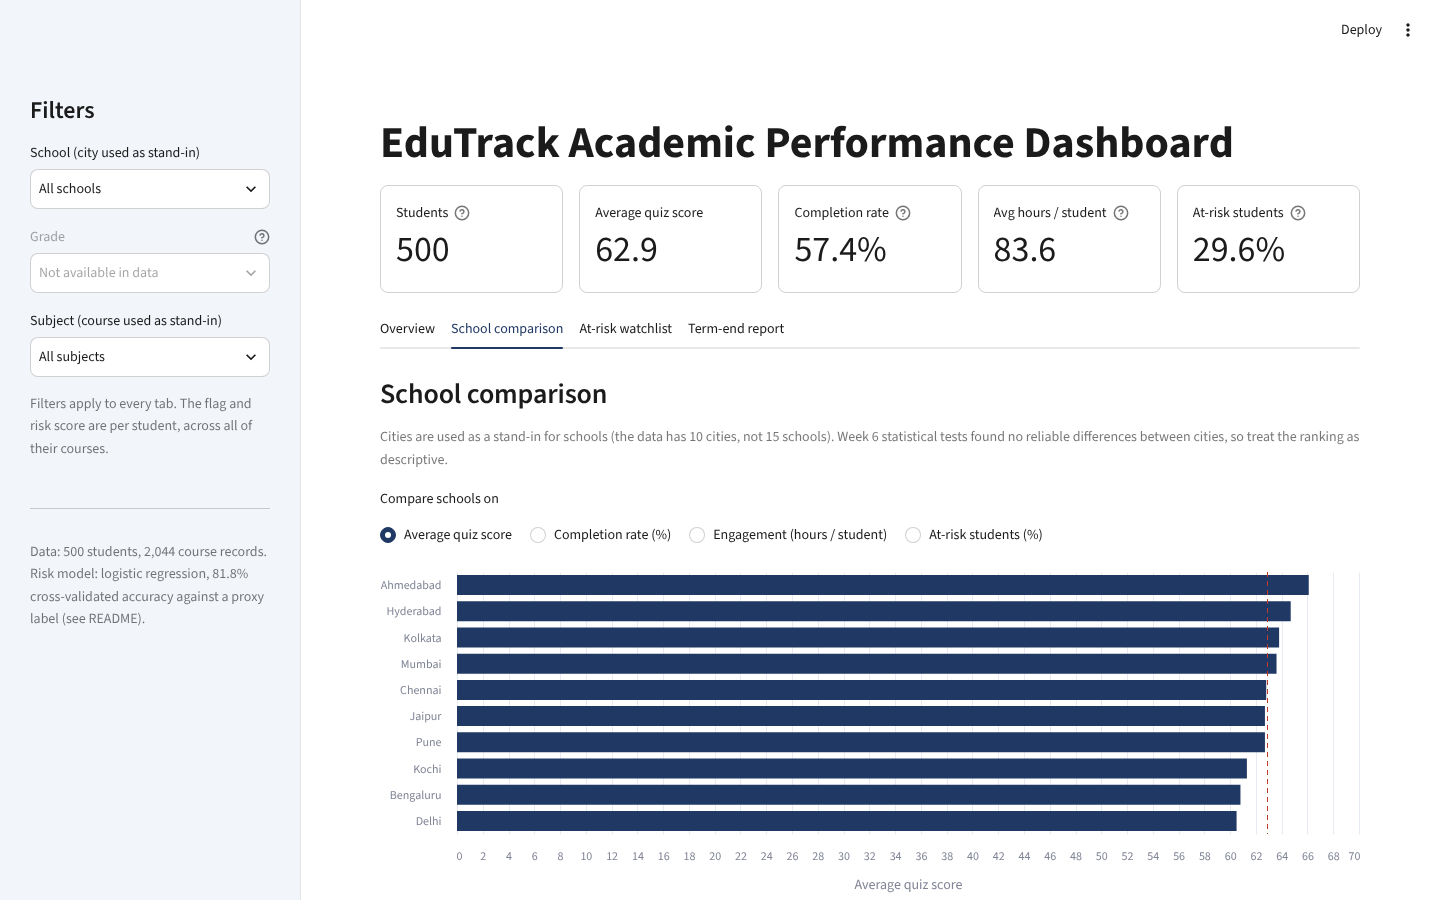 Deploy
Filters
School (city used as stand-in)
All schools
Grade
Not available in data
Subject (course used as stand-in)
All subjects
Filters apply to every tab. The flag and
risk score are per student, across all of
their courses.
Data: 500 students, 2,044 course records.
Risk model: logistic regression, 81.8%
cross-validated accuracy against a proxy
label (see README).
EduTrack Academic Performance Dashboard
Students
500
Average quiz score
62.9
Completion rate
57.4%
Avg hours / student
83.6
At-risk students
29.6%
Overview School comparison At-risk watchlist Term-end report
School comparison
Cities are used as a stand-in for schools (the data has 10 cities, not 15 schools). Week 6 statistical tests found no reliable differences between cities, so treat the ranking as
descriptive.
Compare schools on
Average quiz score Completion rate (%) Engagement (hours / student) At-risk students (%)
Ahmedabad
Hyderabad
Kolkata
Mumbai
Chennai
Jaipur
Pune
Kochi
Bengaluru
Delhi
0 2 4 6 8 10 12 14 16 18 20 22 24 26 28 30 32 34 36 38 40 42 44 46 48 50 52 54 56 58 60 62 64 66 68 70
Average quiz score